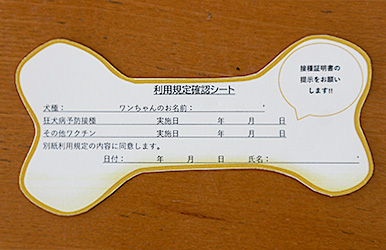 利用規定確認シート
接種証明書の
提示をお願い
します!!
犬種： ワンちゃんのお名前：
狂犬病予防接種 実施日 年 月 日
その他ワクチン 実施日 年 月 日
別紙利用規定の内容に同意します。
日付： 年 月 日 氏名：